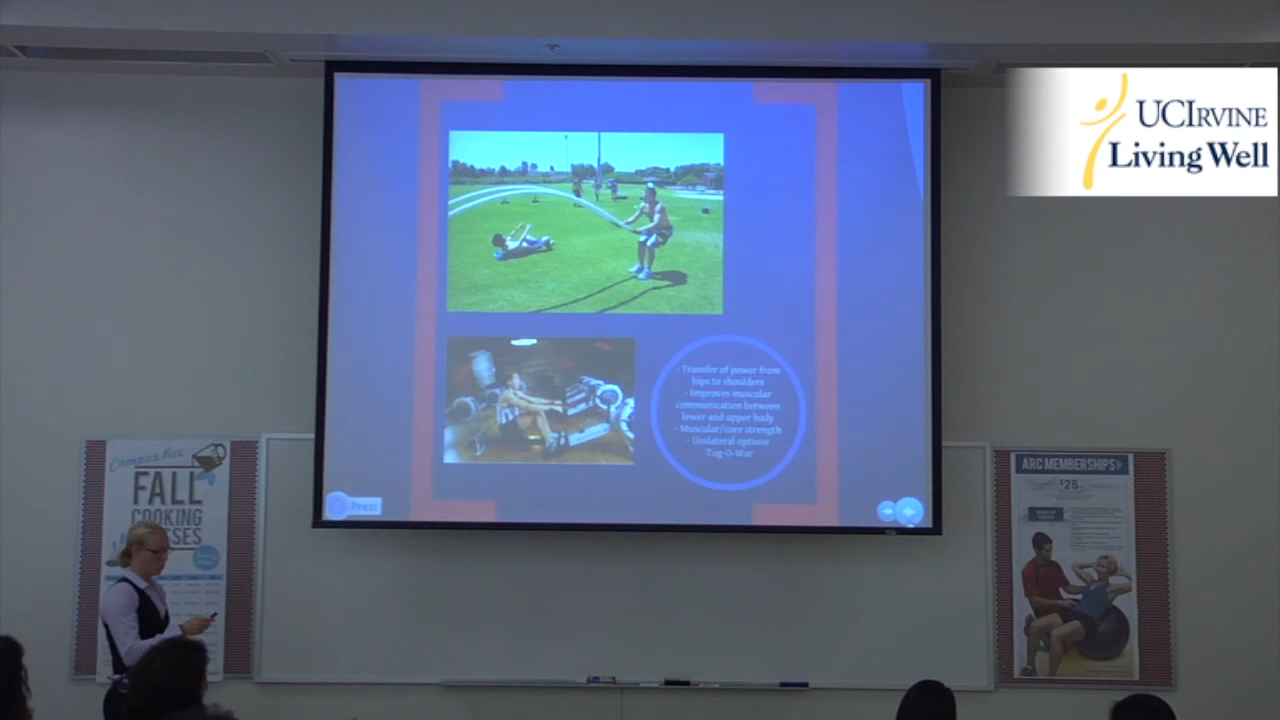 UCIRVINE
Living Well
- Transfer of power from
hips to shoulders
- Improves muscular
communication between
lower and upper body
- Muscular/core strength
- Unilateral options
Tug-O-War
Prezi
Campus Rec
FALL
COOKING
SSES
ARC MEMBERSHIPS
$28